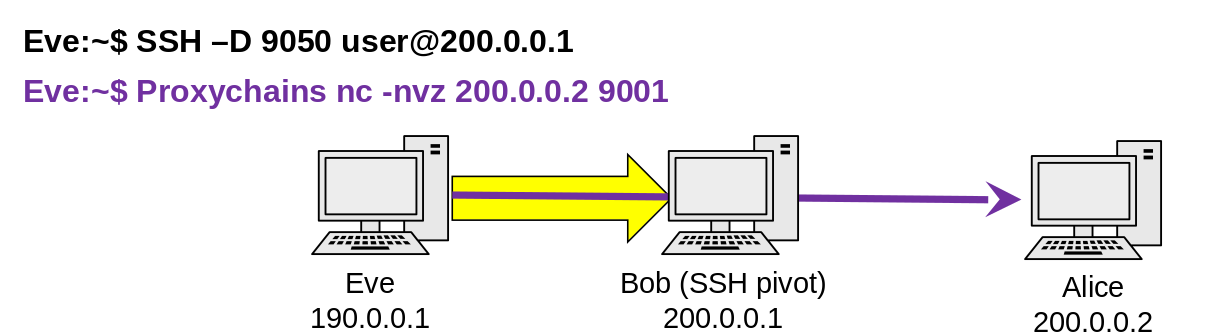 Eve:~$ SSH –D 9050 user@200.0.0.1
Eve:~$ Proxychains nc -nvz 200.0.0.2 9001
Eve
190.0.0.1
Bob (SSH pivot)
200.0.0.1
Alice
200.0.0.2